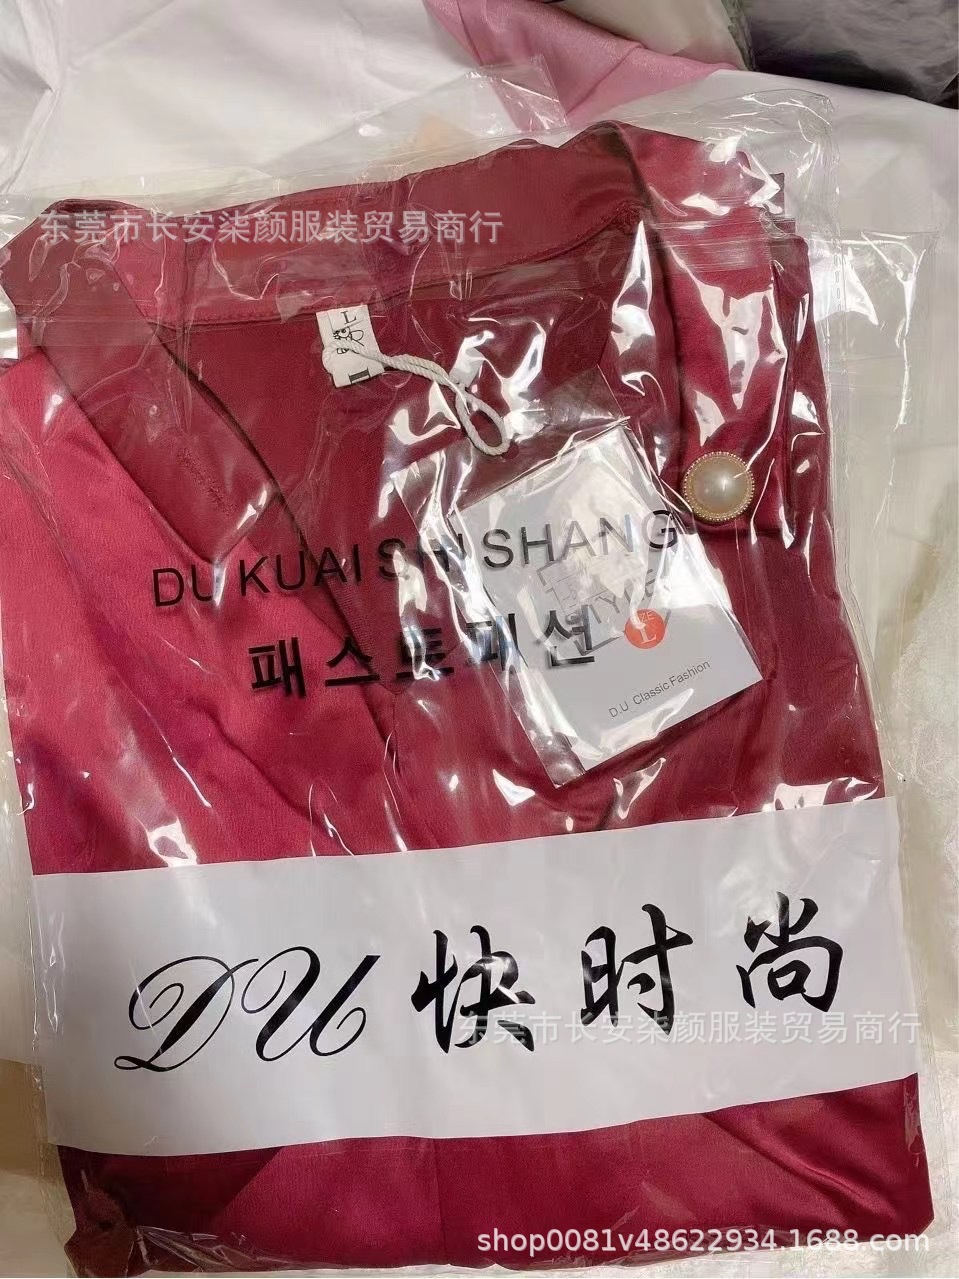 东莞市长安柒颜服装贸易商行
L
DU KUAI SHI SHANG
패스트패션
SIZE
L
D.U Classic Fashion
DU 快时尚
东莞市长安柒颜服装贸易商行
shop0081v48622934.1688.com